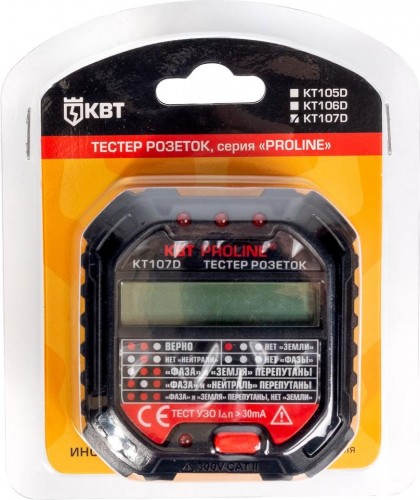 КВТ
КТ105D
КТ106D
КТ107D
ТЕСТЕР РОЗЕТОК, серия «PROLINE»
КВТ PROLINE
КТ107D ТЕСТЕР РОЗЕТОК
ВЕРНО НЕТ «ЗЕМЛИ»
НЕТ «НЕЙТРАЛИ» НЕТ «ФАЗЫ»
«ФАЗА» и «ЗЕМЛЯ» ПЕРЕПУТАНЫ
«ФАЗА» и «НЕЙТРАЛЬ» ПЕРЕПУТАНЫ
«ФАЗА» и «ЗЕМЛЯ» ПЕРЕПУТАНЫ, НЕТ «ЗЕМЛИ»
CE ТЕСТ УЗО I△n > 30mA
300V CAT II